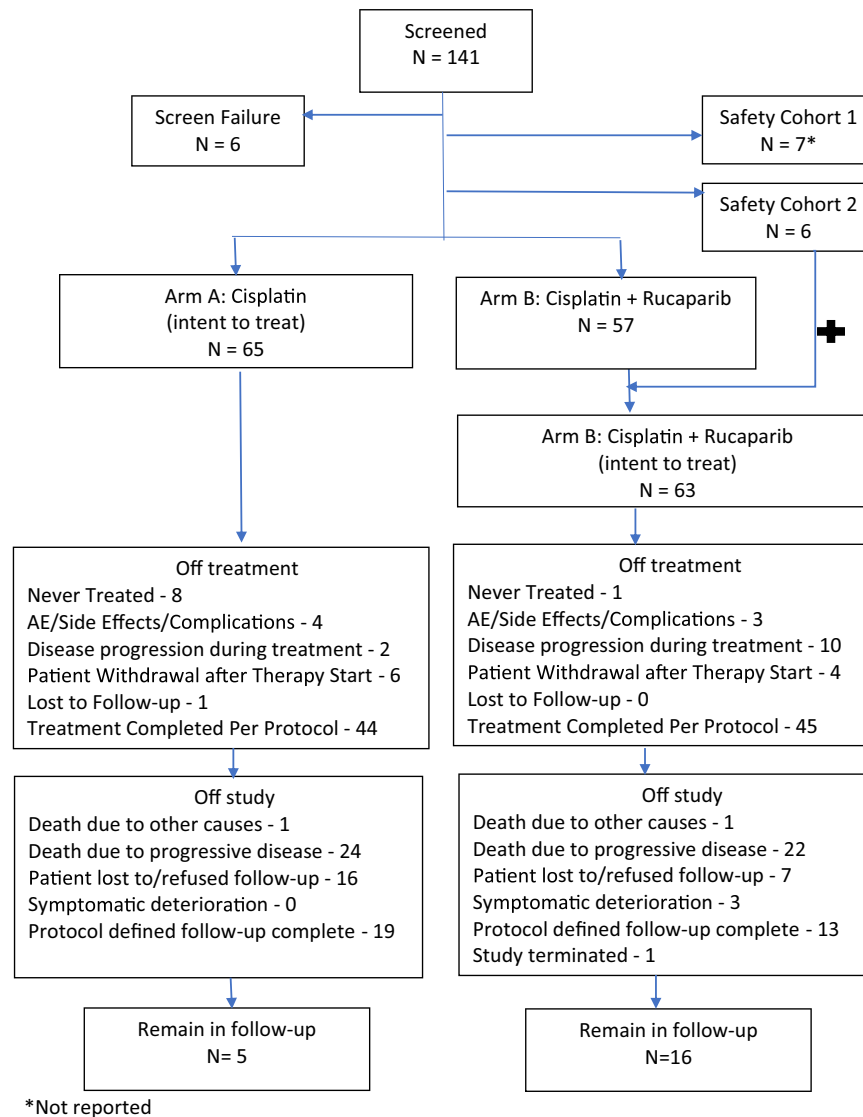 Screened
N = 141
Screen Failure
N = 6
Safety Cohort 1
N = 7*
Safety Cohort 2
N = 6
Arm A: Cisplatin
(intent to treat)
N = 65
Arm B: Cisplatin + Rucaparib
N = 57
Arm B: Cisplatin + Rucaparib
(intent to treat)
N = 63
Off treatment
Never Treated - 8
AE/Side Effects/Complications - 4
Disease progression during treatment - 2
Patient Withdrawal after Therapy Start - 6
Lost to Follow-up - 1
Treatment Completed Per Protocol - 44
Off treatment
Never Treated - 1
AE/Side Effects/Complications - 3
Disease progression during treatment - 10
Patient Withdrawal after Therapy Start - 4
Lost to Follow-up - 0
Treatment Completed Per Protocol - 45
Off study
Death due to other causes - 1
Death due to progressive disease - 24
Patient lost to/refused follow-up - 16
Symptomatic deterioration - 0
Protocol defined follow-up complete - 19
Off study
Death due to other causes - 1
Death due to progressive disease - 22
Patient lost to/refused follow-up - 7
Symptomatic deterioration - 3
Protocol defined follow-up complete - 13
Study terminated - 1
Remain in follow-up
N= 5
Remain in follow-up
N=16
*Not reported